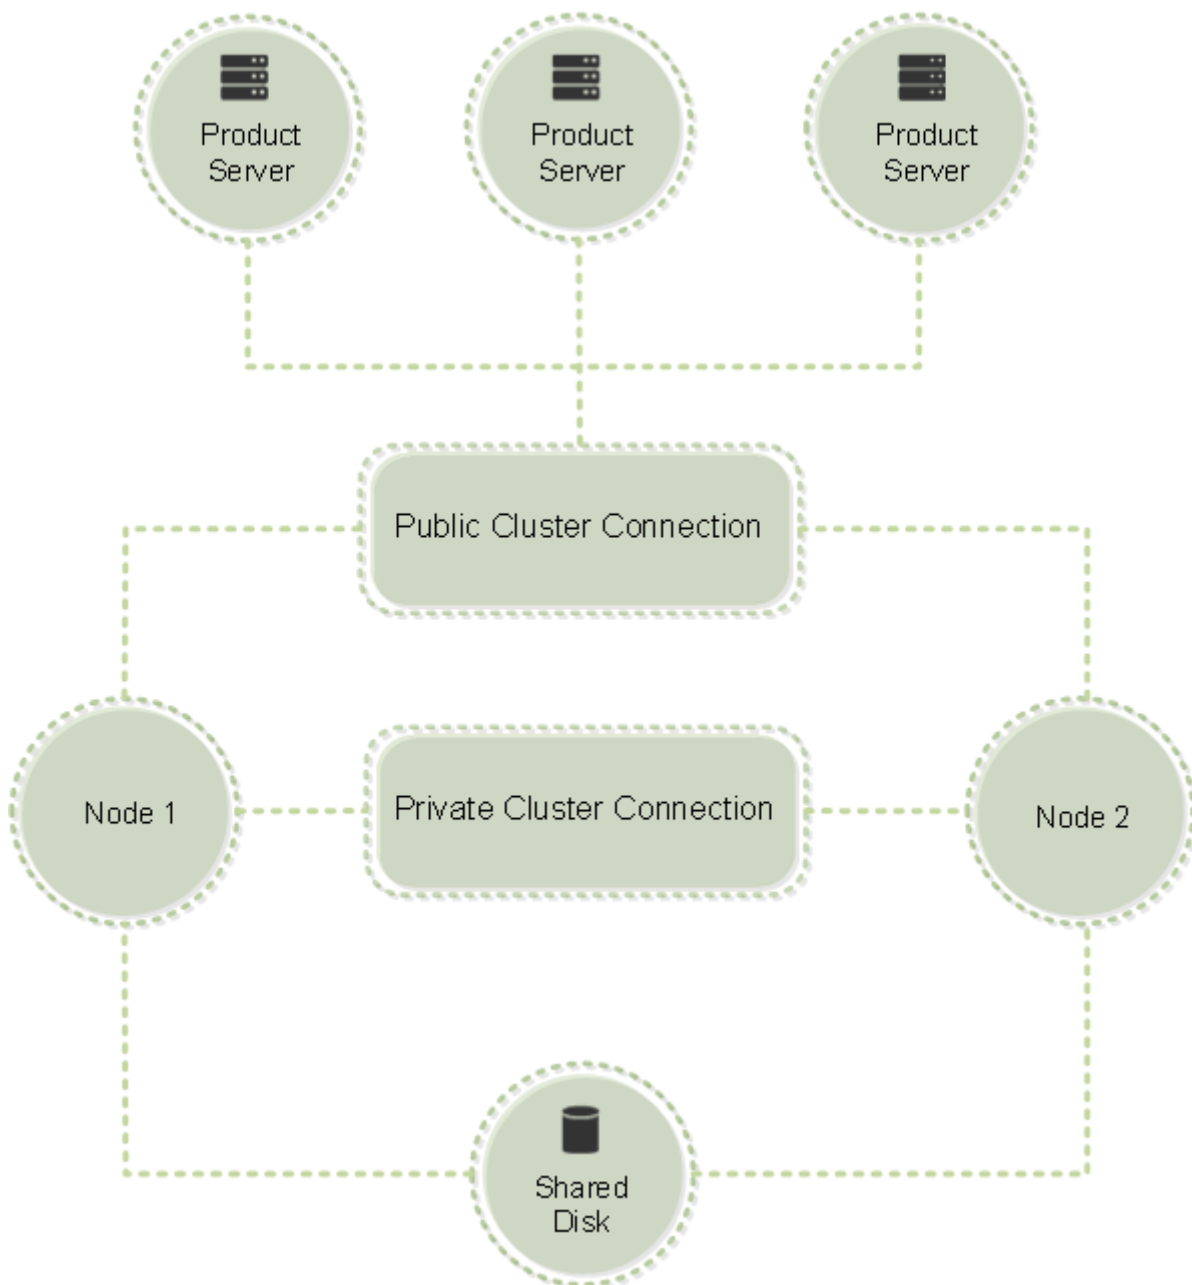 Product
Server
Product
Server
Product
Server
Public Cluster Connection
Node 1
Private Cluster Connection
Node 2
Shared
Disk